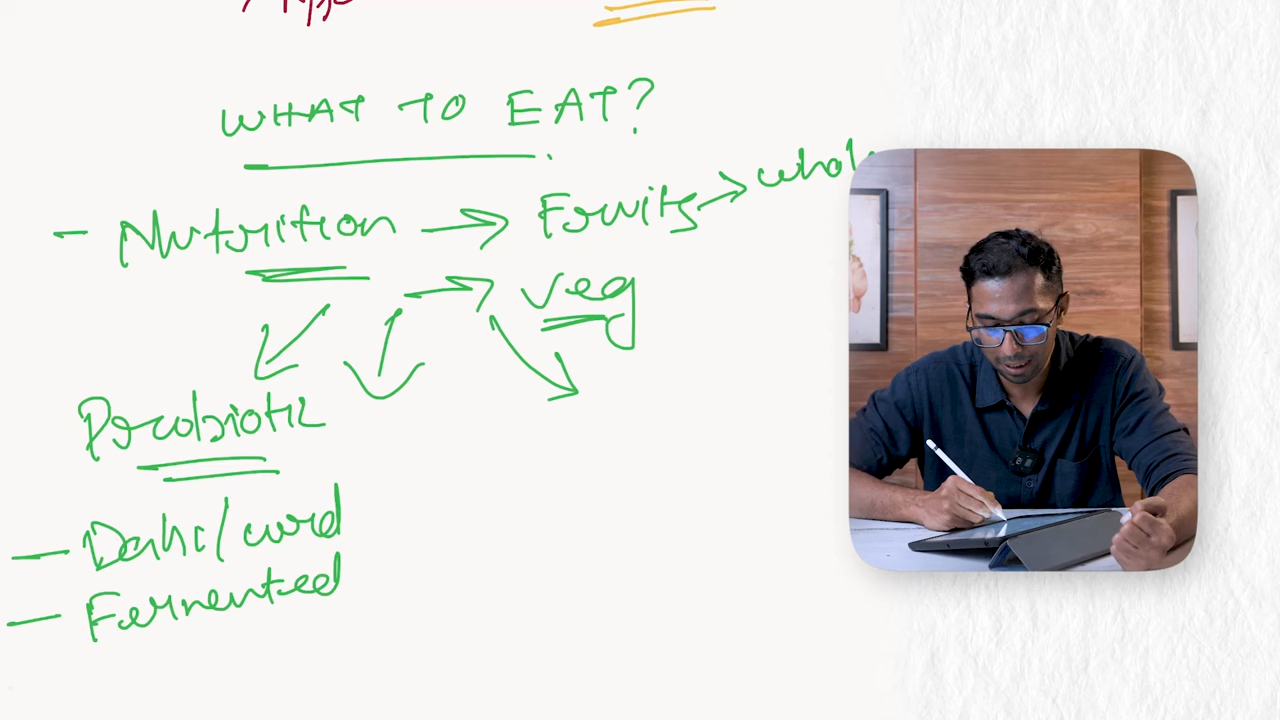 WHAT TO EAT?
- Nutrition → Fruits → whol
→ veg
Probiotic
- Dahi/curd
- Fermented